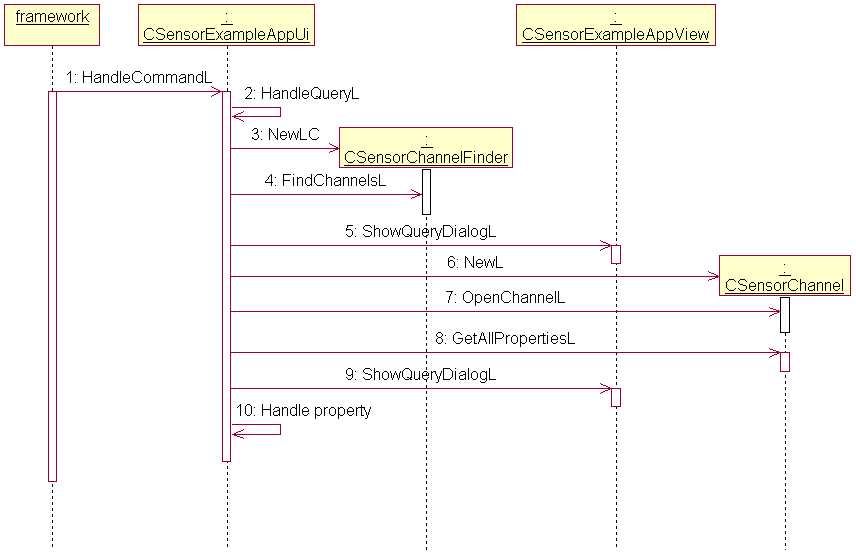 framework
:
CSensorExampleAppUi
:
CSensorExampleAppView
1: HandleCommandL
2: HandleQueryL
3: NewLC
:
CSensorChannelFinder
4: FindChannelsL
5: ShowQueryDialogL
6: NewL
:
CSensorChannel
7: OpenChannelL
8: GetAllPropertiesL
9: ShowQueryDialogL
10: Handle property